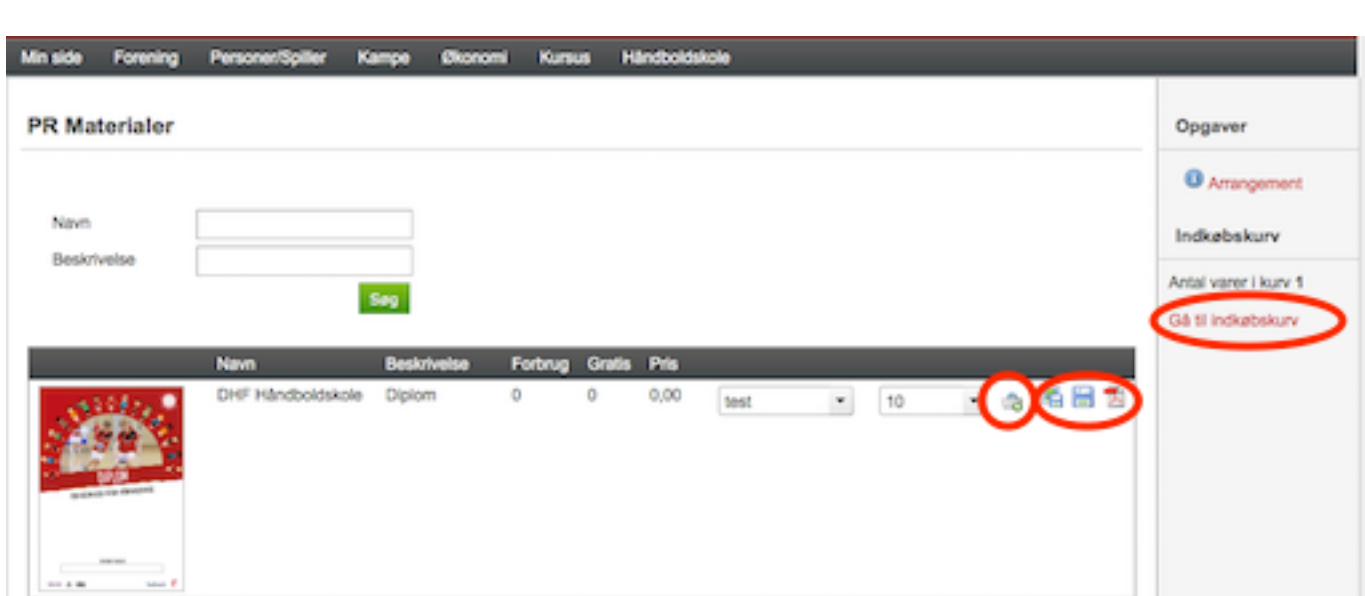 Min side Forening Personer/Spiller Kampe Økonomi Kursus Håndboldskole
PR Materialer
Navn
Beskrivelse
Søg
Navn Beskrivelse Forbrug Gratis Pris
DHF Håndboldskole Diplom 0 0 0,00 test 10
DIPLOM
Opgaver
Arrangement
Indkøbskurv
Antal varer i kurv 1
Gå til indkøbskurv